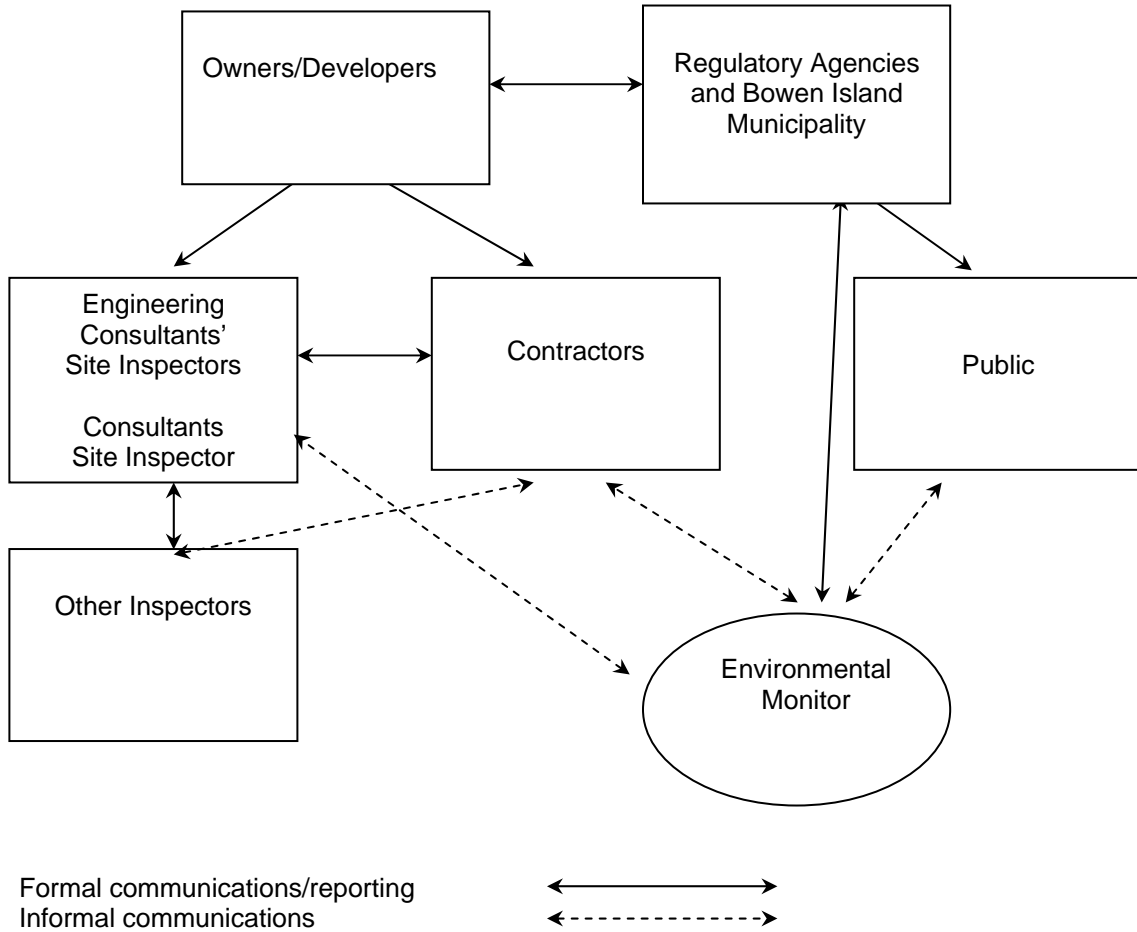 Owners/Developers
Regulatory Agencies
and Bowen Island
Municipality
Engineering
Consultants’
Site Inspectors
Consultants
Site Inspector
Contractors
Public
Other Inspectors
Environmental
Monitor
Formal communications/reporting
Informal communications